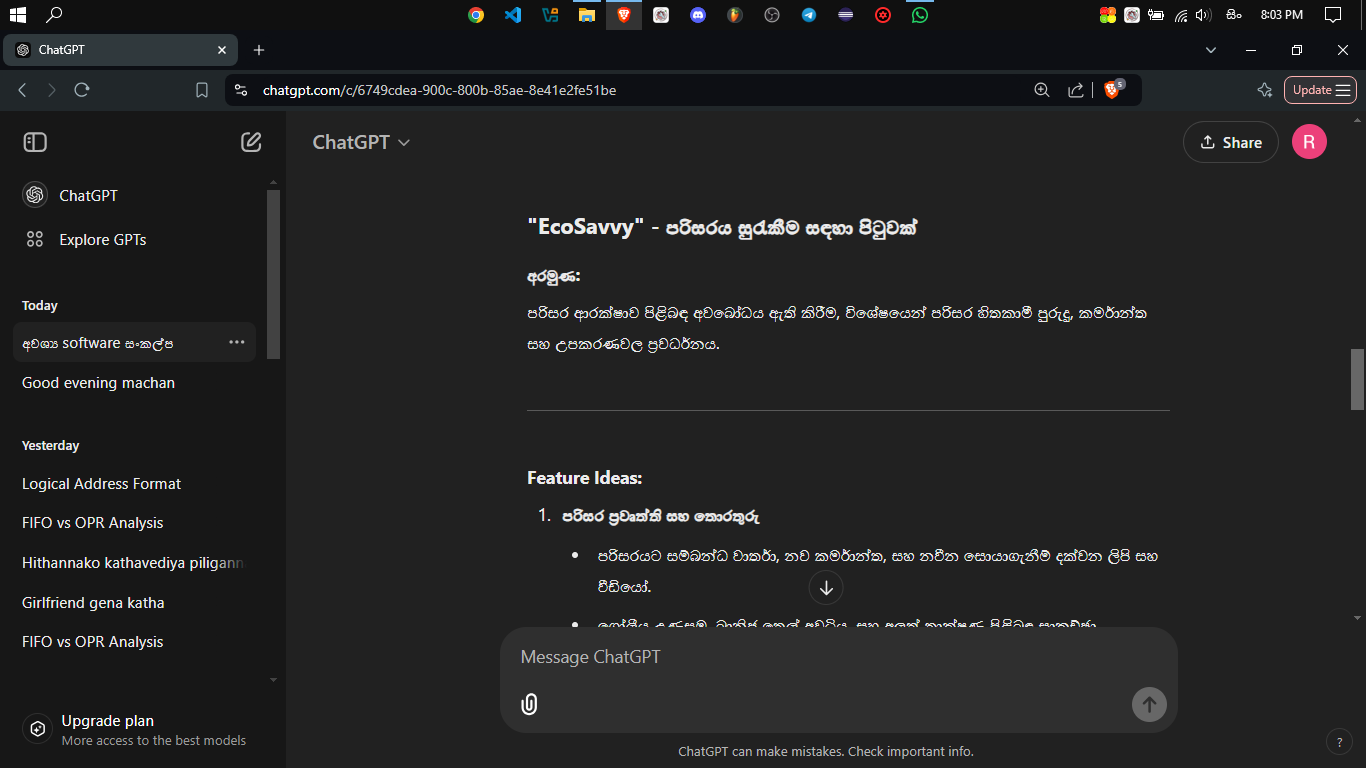 සිං
8:03 PM
ChatGPT
chatgpt.com/c/6749cdea-900c-800b-85ae-8e41e2fe51be
5
Update
ChatGPT
Share
R
ChatGPT
Explore GPTs
Today
අවශ්‍ය software සංකල්ප
Good evening machan
Yesterday
Logical Address Format
FIFO vs OPR Analysis
Hithannako kathavediya piligann
Girlfriend gena katha
FIFO vs OPR Analysis
Upgrade plan
More access to the best models
"EcoSavvy" - පරිසරය සුරැකීම සඳහා පිටුවක්
අරමුණ:
පරිසර ආරක්ෂාව පිළිබඳ අවබෝධය ඇති කිරීම, විශේෂයෙන් පරිසර හිතකාමී පුරුදු, කර්මාන්ත
සහ උපකරණවල ප්‍රවර්ධනය.
Feature Ideas:
1. පරිසර ප්‍රවෘත්ති සහ තොරතුරු
පරිසරයට සම්බන්ධ වාර්තා, නව කර්මාන්ත, සහ නවීන සොයාගැනීම් දක්වන ලිපි සහ
වීඩියෝ.
Message ChatGPT
ChatGPT can make mistakes. Check important info.
?